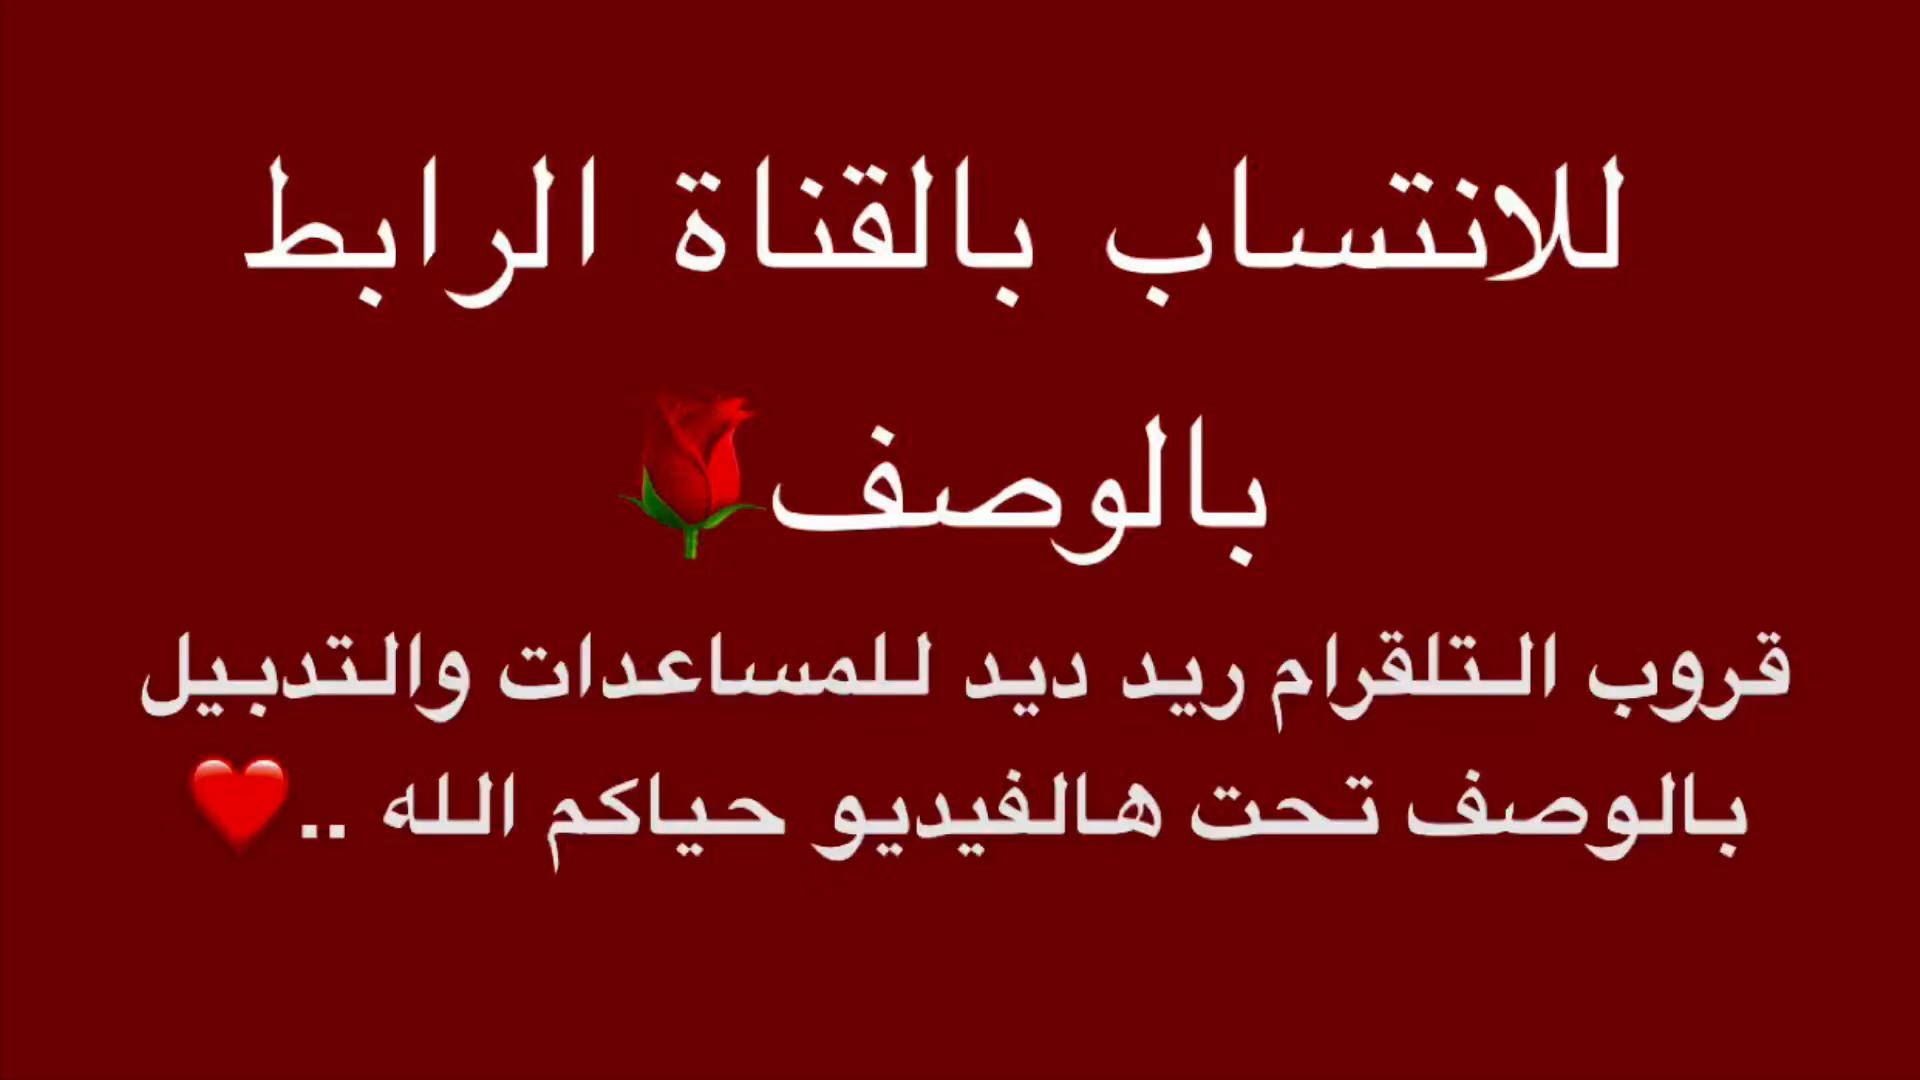 للانتساب بالقناة الرابط
بالوصف🌹
قروب التلقرام ريد ديد للمساعدات والتدبيل
بالوصف تحت هالفيديو حياكم الله ..❤️